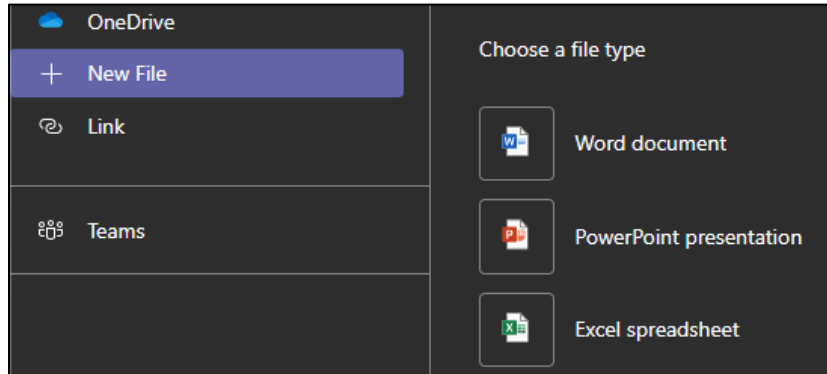 OneDrive
New File
Link
Teams
Choose a file type
Word document
PowerPoint presentation
Excel spreadsheet